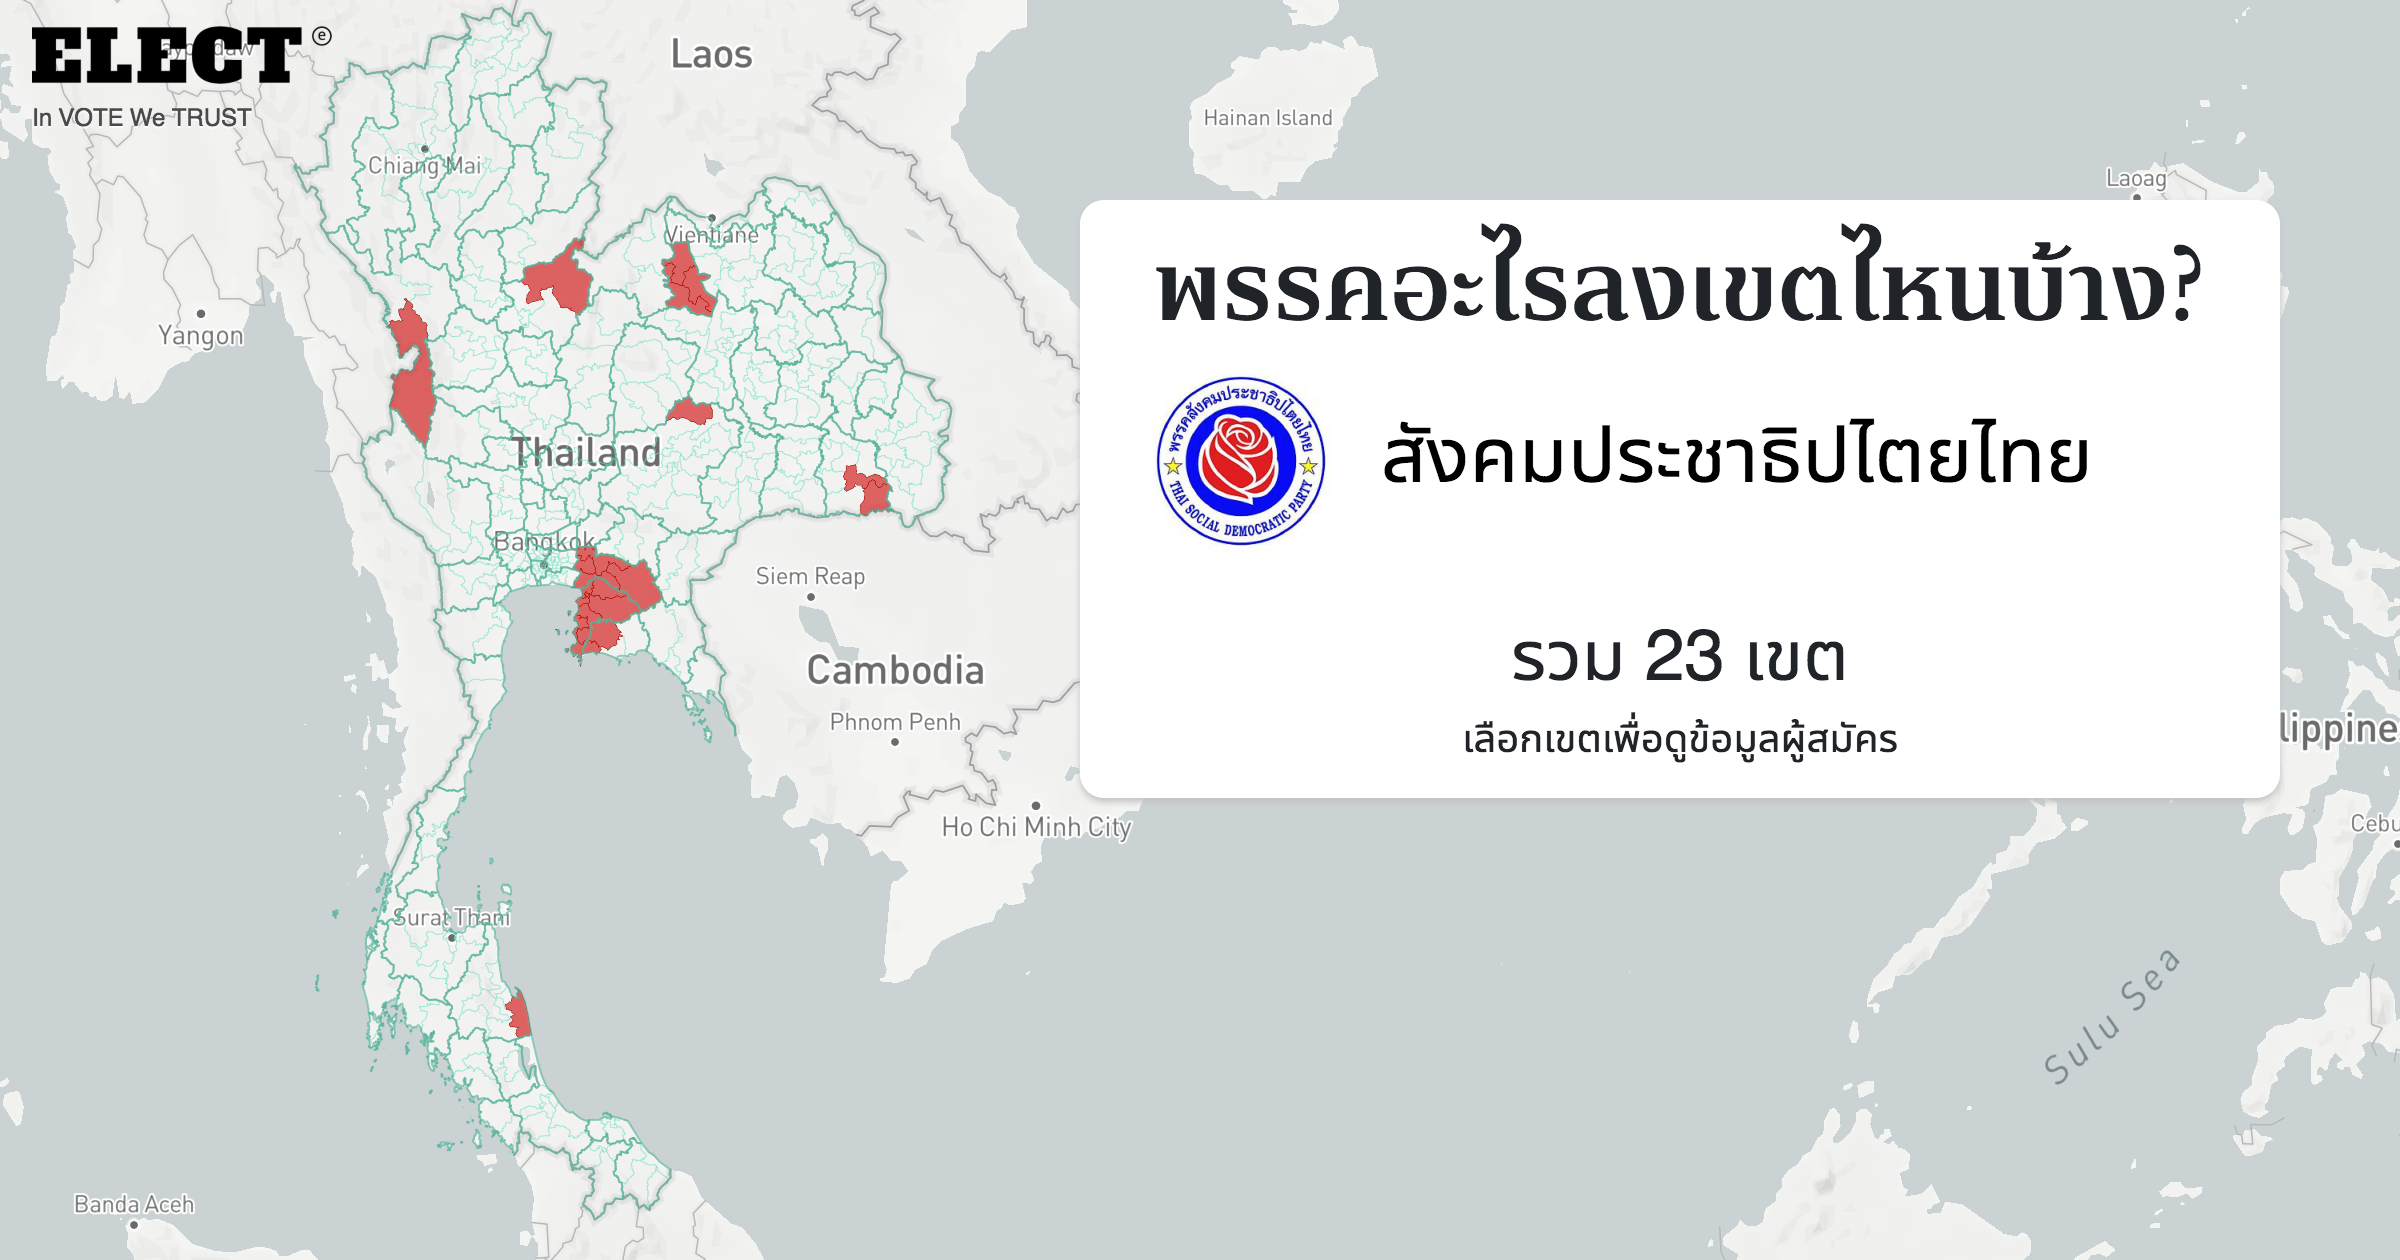 ELECT ⓔ
In VOTE We TRUST
Laos
Hainan Island
Chiang Mai
Laoag
Vientiane
พรรคอะไรลงเขตไหนบ้าง?
Yangon
พรรคสังคมประชาธิปไตยไทย
THAI SOCIAL DEMOCRATIC PARTY
สังคมประชาธิปไตยไทย
Thailand
Bangkok
Siem Reap
รวม 23 เขต
Cambodia
Phnom Penh
เลือกเขตเพื่อดูข้อมูลผู้สมัคร
lippine
Ho Chi Minh City
Cebu
Surat Thani
Sulu Sea
Banda Aceh